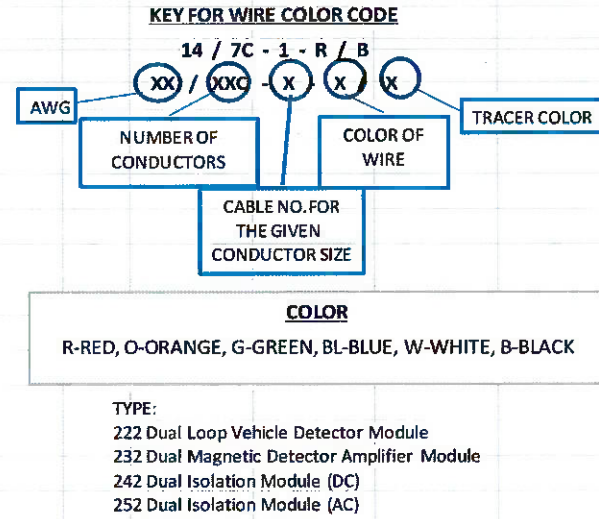 KEY FOR WIRE COLOR CODE
14 / 7C - 1 - R / B
XX / XXC - X - X / X
AWG
TRACER COLOR
NUMBER OF
CONDUCTORS
COLOR OF
WIRE
CABLE NO.FOR
THE GIVEN
CONDUCTOR SIZE
COLOR
R-RED, O-ORANGE, G-GREEN, BL-BLUE, W-WHITE, B-BLACK
TYPE:
222 Dual Loop Vehicle Detector Module
232 Dual Magnetic Detector Amplifier Module
242 Dual Isolation Module (DC)
252 Dual Isolation Module (AC)